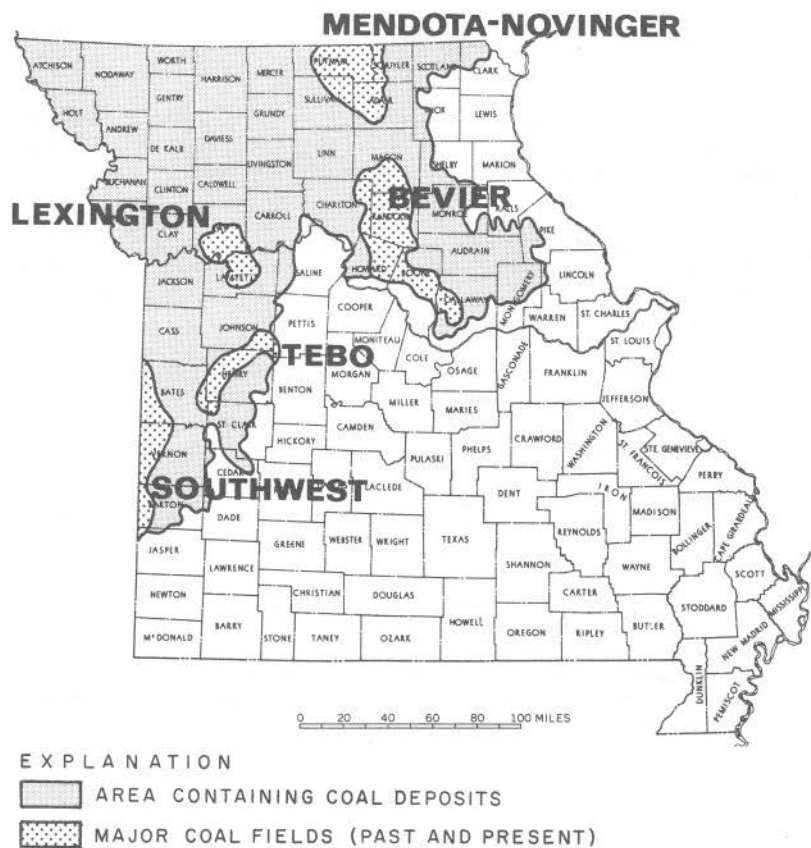 MENDOTA-NOVINGER
ATCHISON
NODAWAY
WORTH
HARRISON
MERCER
PUTNAM
SCHUYLER
SCOTLAND
CLARK
GENTRY
HOLT
ANDREW
DE KALB
DAVIESS
GRUNDY
SULLIVAN
ADAIR
KNOX
LEWIS
LINN
MACON
SHELBY
MARION
LIVINGSTON
BUCHANAN
CLINTON
CALDWELL
BEVIER
LEXINGTON
CARROLL
CHARITON
RANDOLPH
MONROE
RALLS
PIKE
CLAY
AUDRAIN
JACKSON
LAFAYETTE
SALINE
HOWARD
BOONE
CALLAWAY
MONTGOMERY
LINCOLN
WARREN
ST. CHARLES
ST. LOUIS
CASS
JOHNSON
PETTIS
COOPER
MONITEAU
COLE
OSAGE
GASCONADE
FRANKLIN
JEFFERSON
TEBO
BATES
HENRY
BENTON
MORGAN
MILLER
MARIES
ST. CLAIR
HICKORY
CAMDEN
PULASKI
PHELPS
CRAWFORD
WASHINGTON
ST. FRANCOIS
STE. GENEVIEVE
PERRY
VERNON
CEDAR
SOUTHWEST
LACLEDE
DENT
IRON
MADISON
BOLLINGER
CAPE GIRARDEAU
BARTON
DADE
GREENE
WEBSTER
WRIGHT
TEXAS
SHANNON
REYNOLDS
WAYNE
SCOTT
MISSISSIPPI
JASPER
LAWRENCE
NEWTON
CHRISTIAN
DOUGLAS
HOWELL
CARTER
BUTLER
STODDARD
NEW MADRID
McDONALD
BARRY
STONE
TANEY
OZARK
OREGON
RIPLEY
DUNKLIN
PEMISCOT
0 20 40 60 80 100 MILES
EXPLANATION
AREA CONTAINING COAL DEPOSITS
MAJOR COAL FIELDS (PAST AND PRESENT)